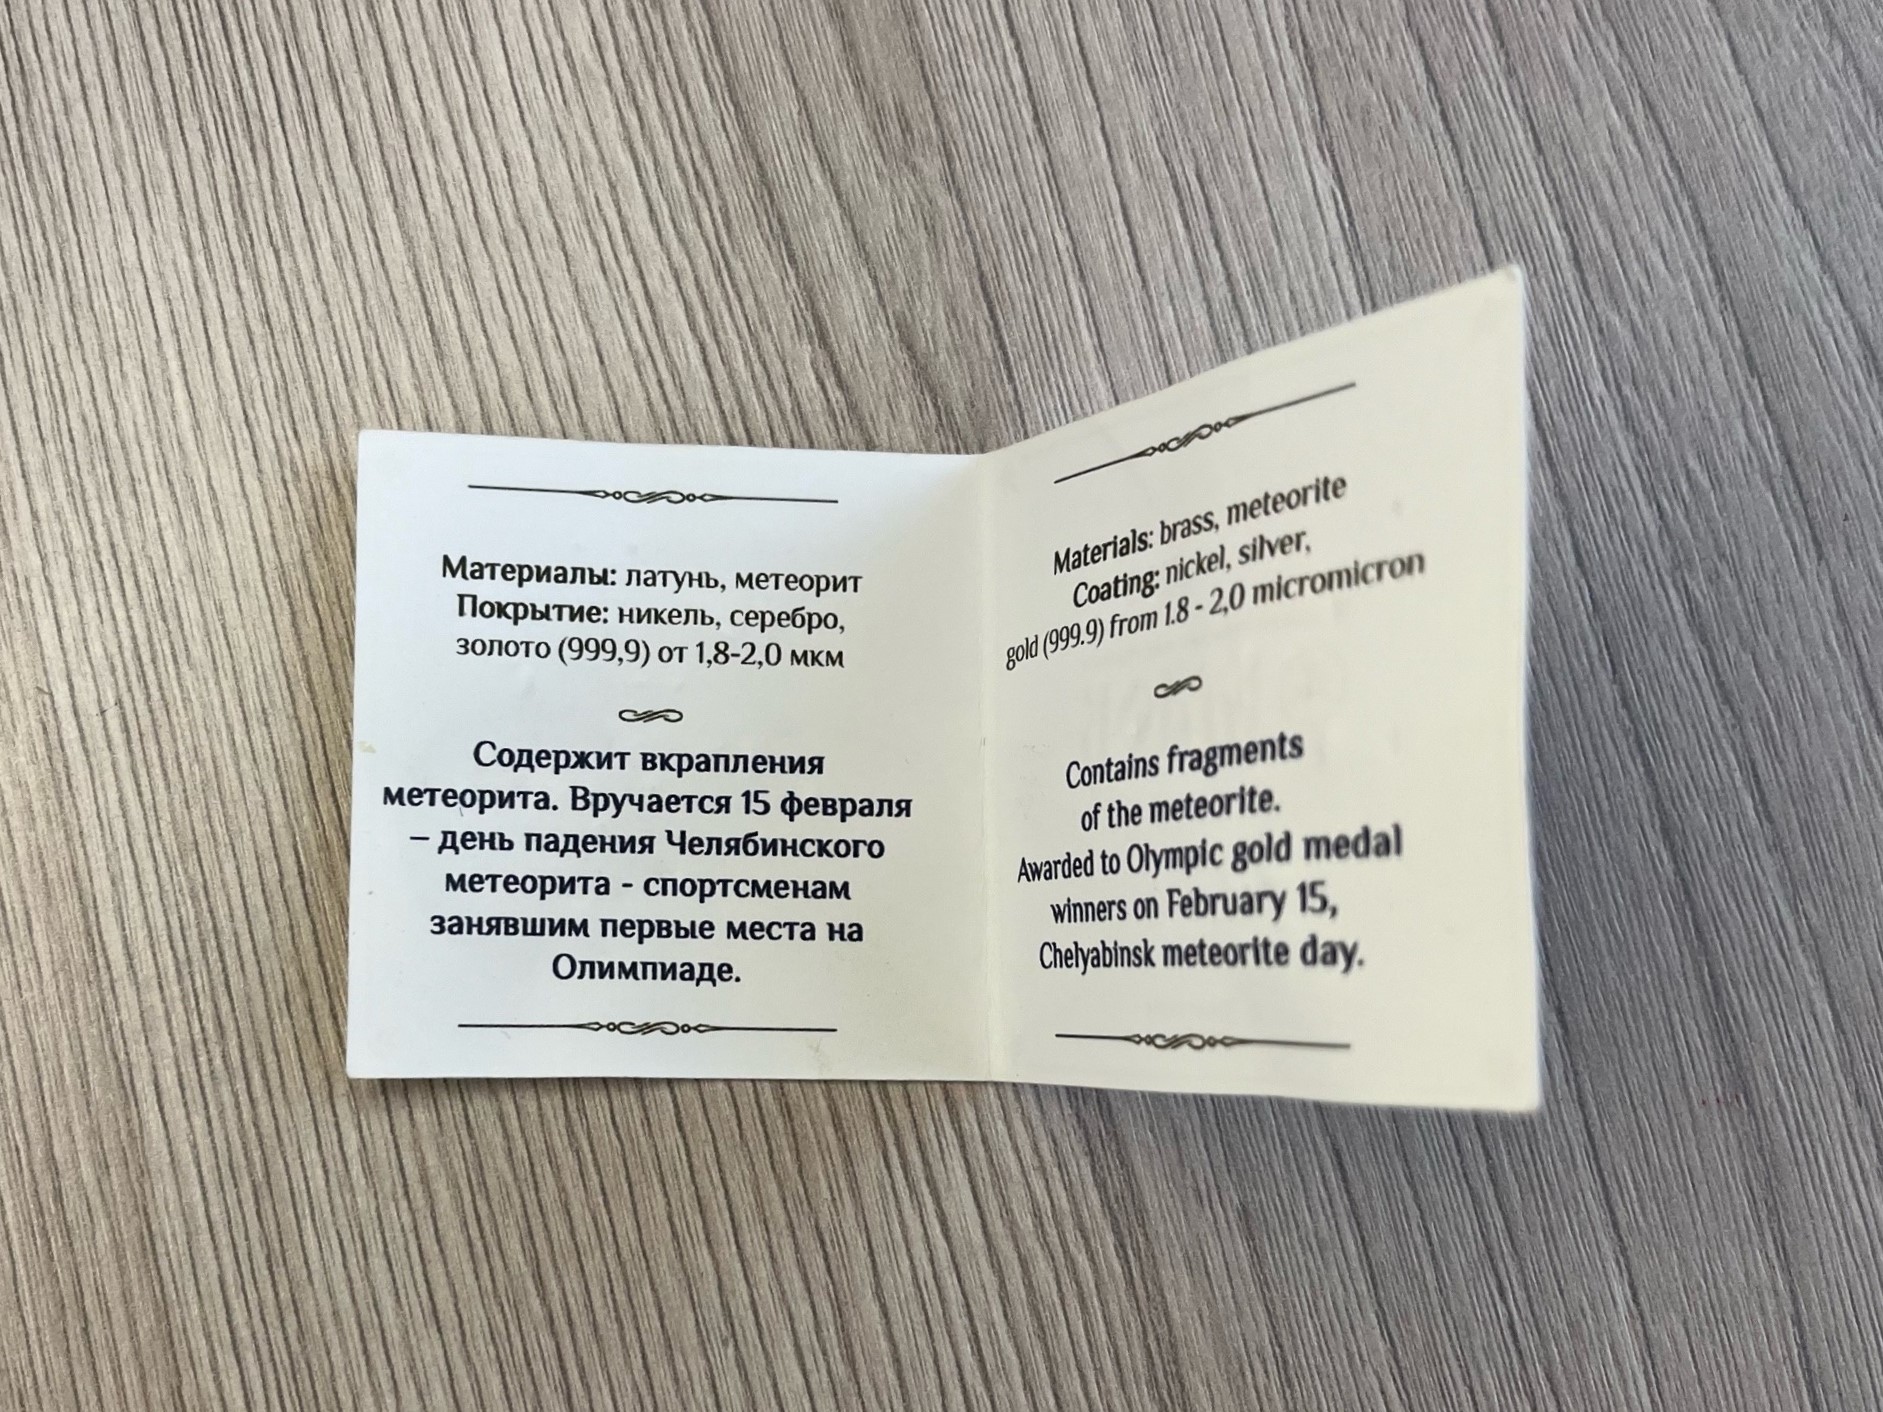 Материалы: латунь, метеорит
Покрытие: никель, серебро,
золото (999,9) от 1,8-2,0 мкм
Содержит вкрапления
метеорита. Вручается 15 февраля
– день падения Челябинского
метеорита - спортсменам
занявшим первые места на
Олимпиаде.
Materials: brass, meteorite
Coating: nickel, silver,
gold (999.9) from 1.8 - 2,0 micromicron
Contains fragments
of the meteorite.
Awarded to Olympic gold medal
winners on February 15,
Chelyabinsk meteorite day.